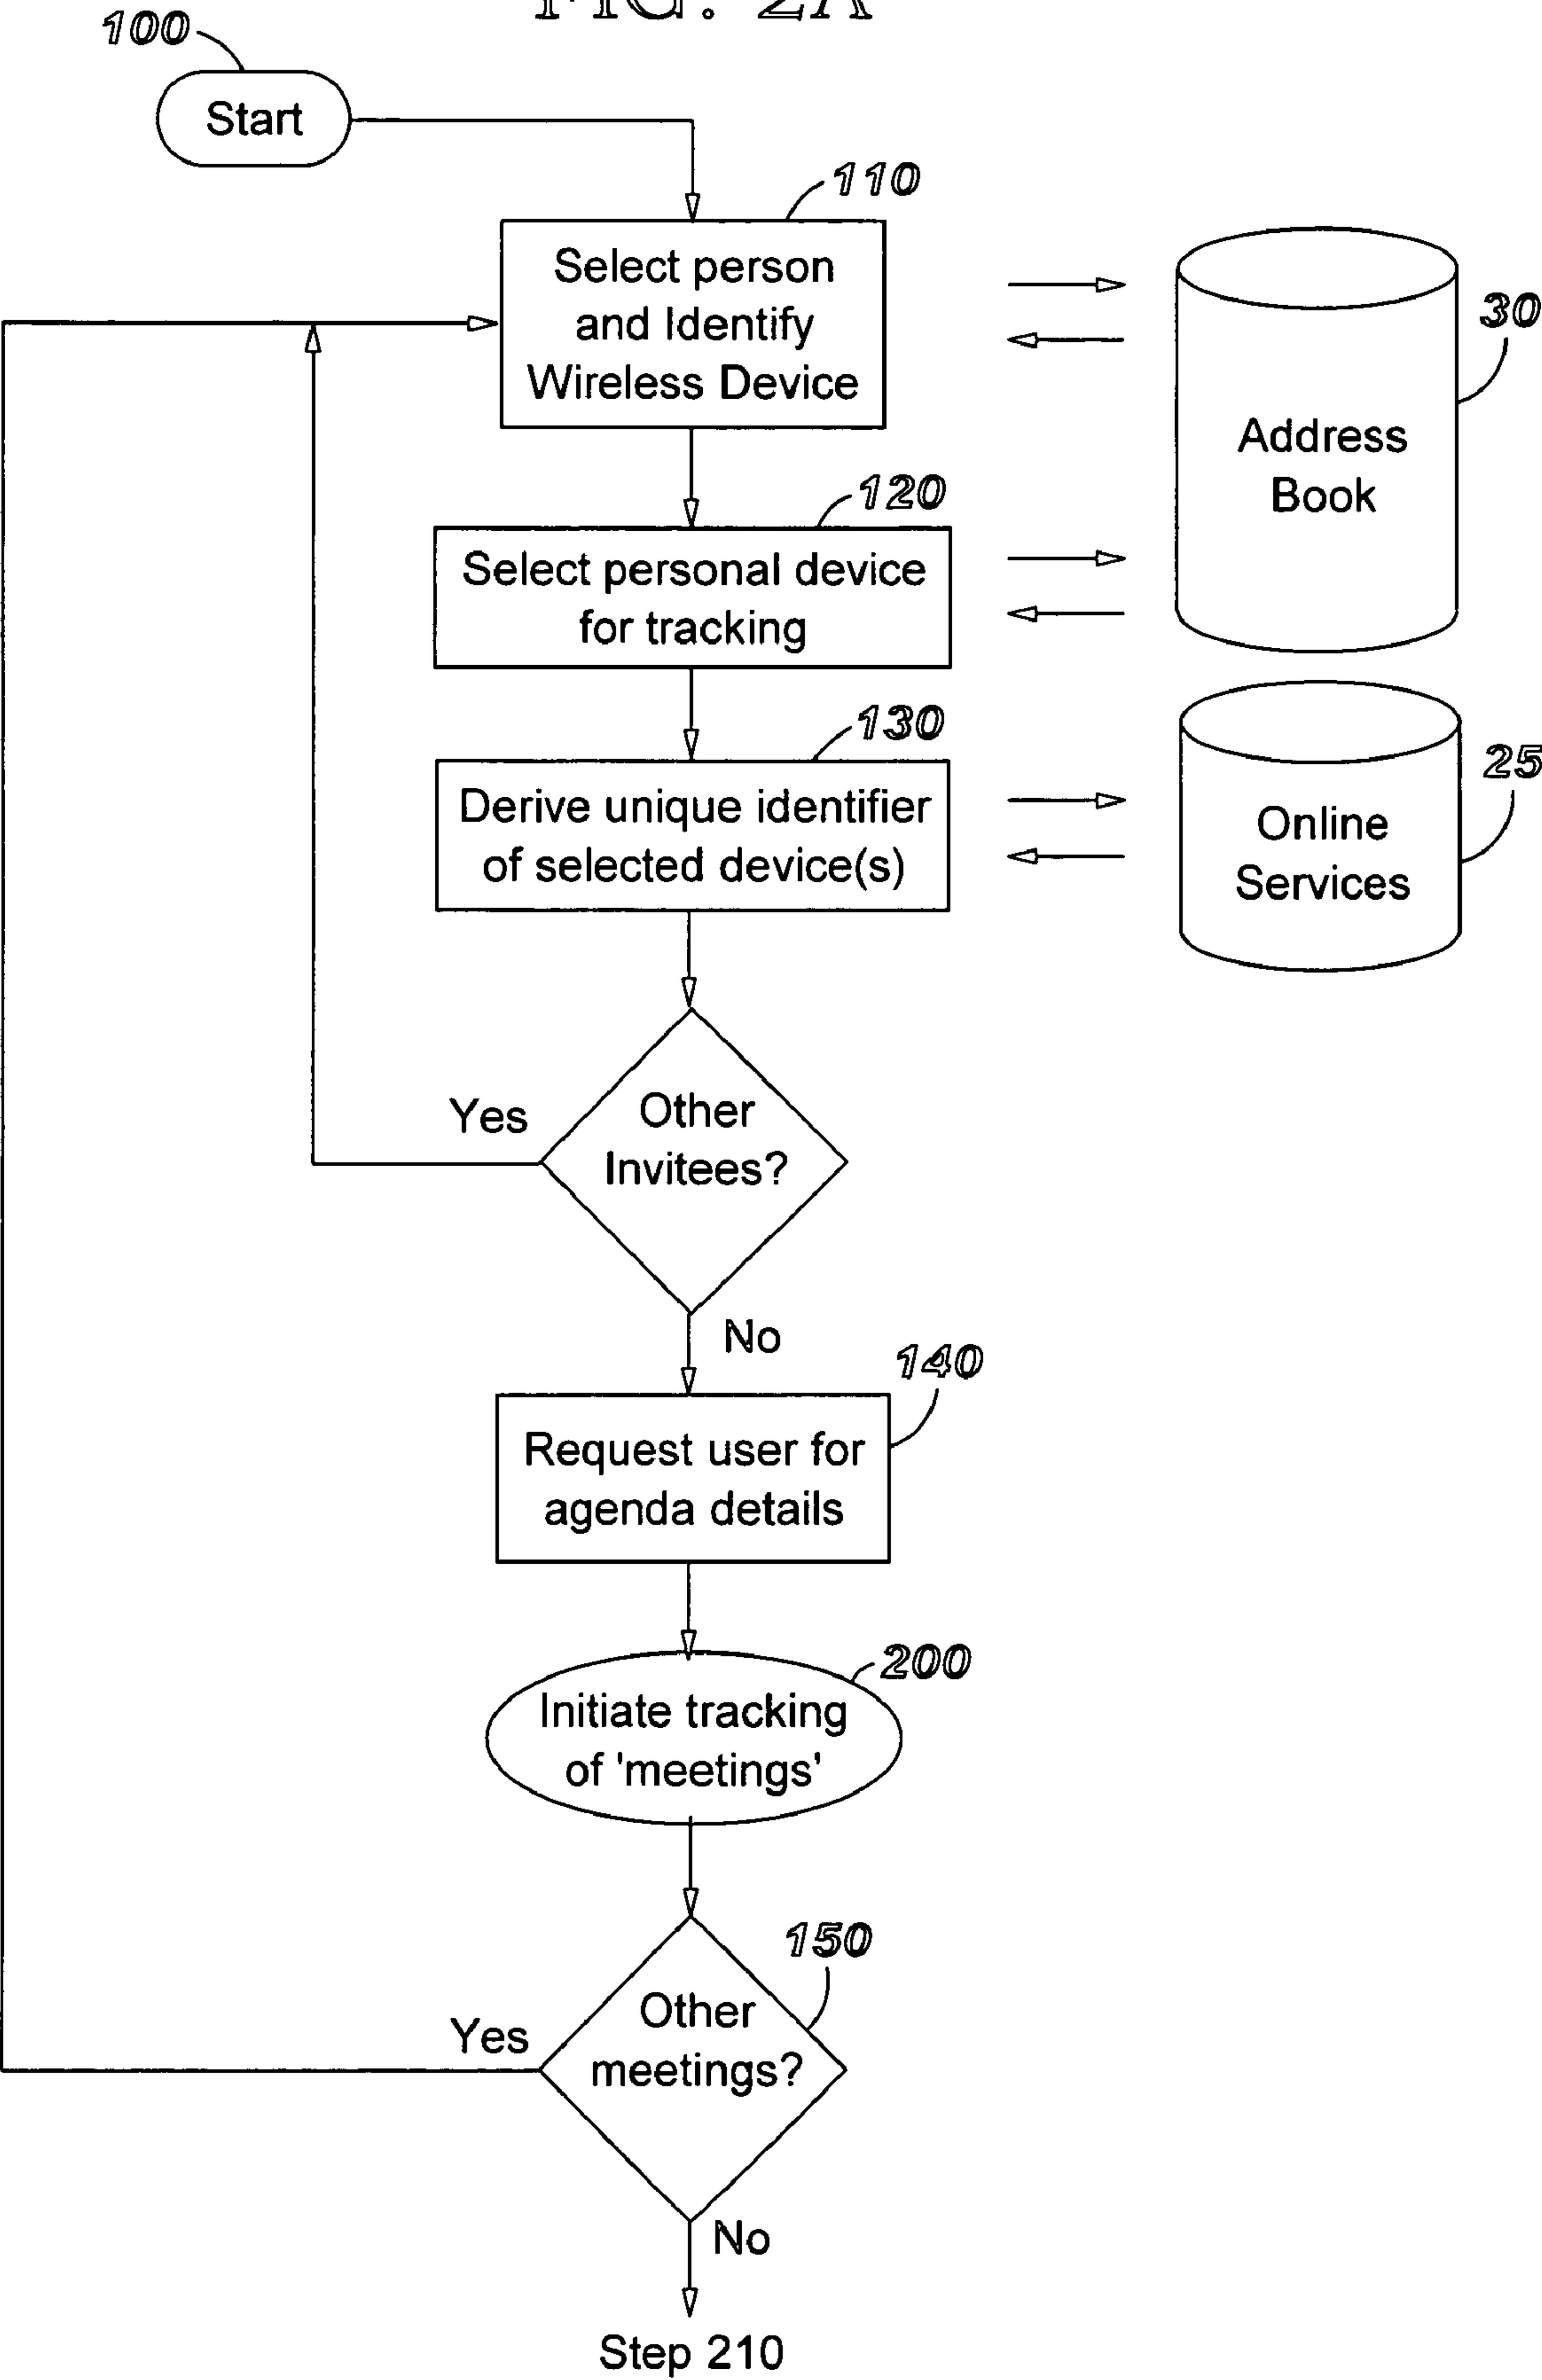 FIG. 2A
100
Start
110
Select person
and Identify
Wireless Device
30
Address
Book
120
Select personal device
for tracking
130
Derive unique identifier
of selected device(s)
25
Online
Services
Yes
Other
Invitees?
No
140
Request user for
agenda details
200
Initiate tracking
of 'meetings'
150
Yes
Other
meetings?
No
Step 210